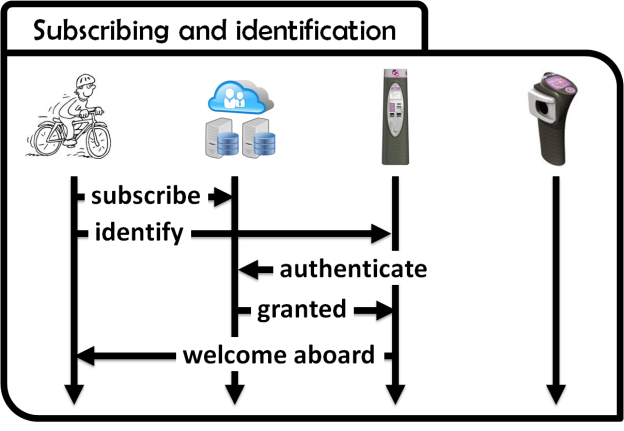 Subscribing and identification
subscribe
identify
authenticate
granted
welcome aboard